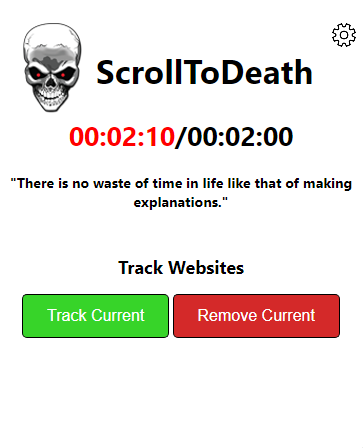 ScrollToDeath
00:02:10/00:02:00
"There is no waste of time in life like that of making
explanations."
Track Websites
Track Current
Remove Current